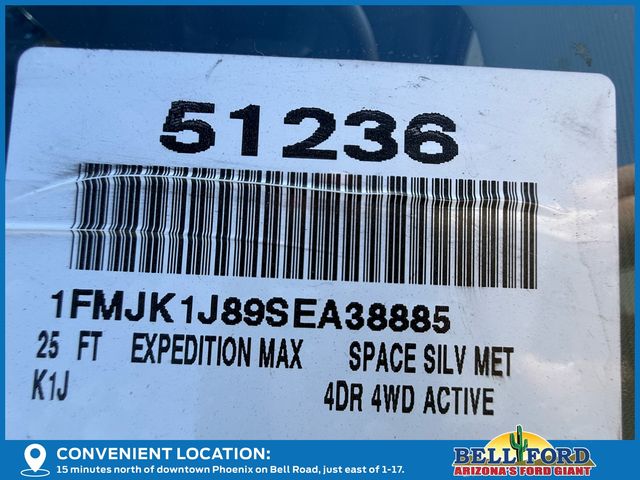 51236
1FMJK1J89SEA38885
25 FT EXPEDITION MAX SPACE SILV MET
K1J 4DR 4WD ACTIVE
CONVENIENT LOCATION:
15 minutes north of downtown Phoenix on Bell Road, just east of 1-17.
BELL FORD
ARIZONA'S FORD GIANT